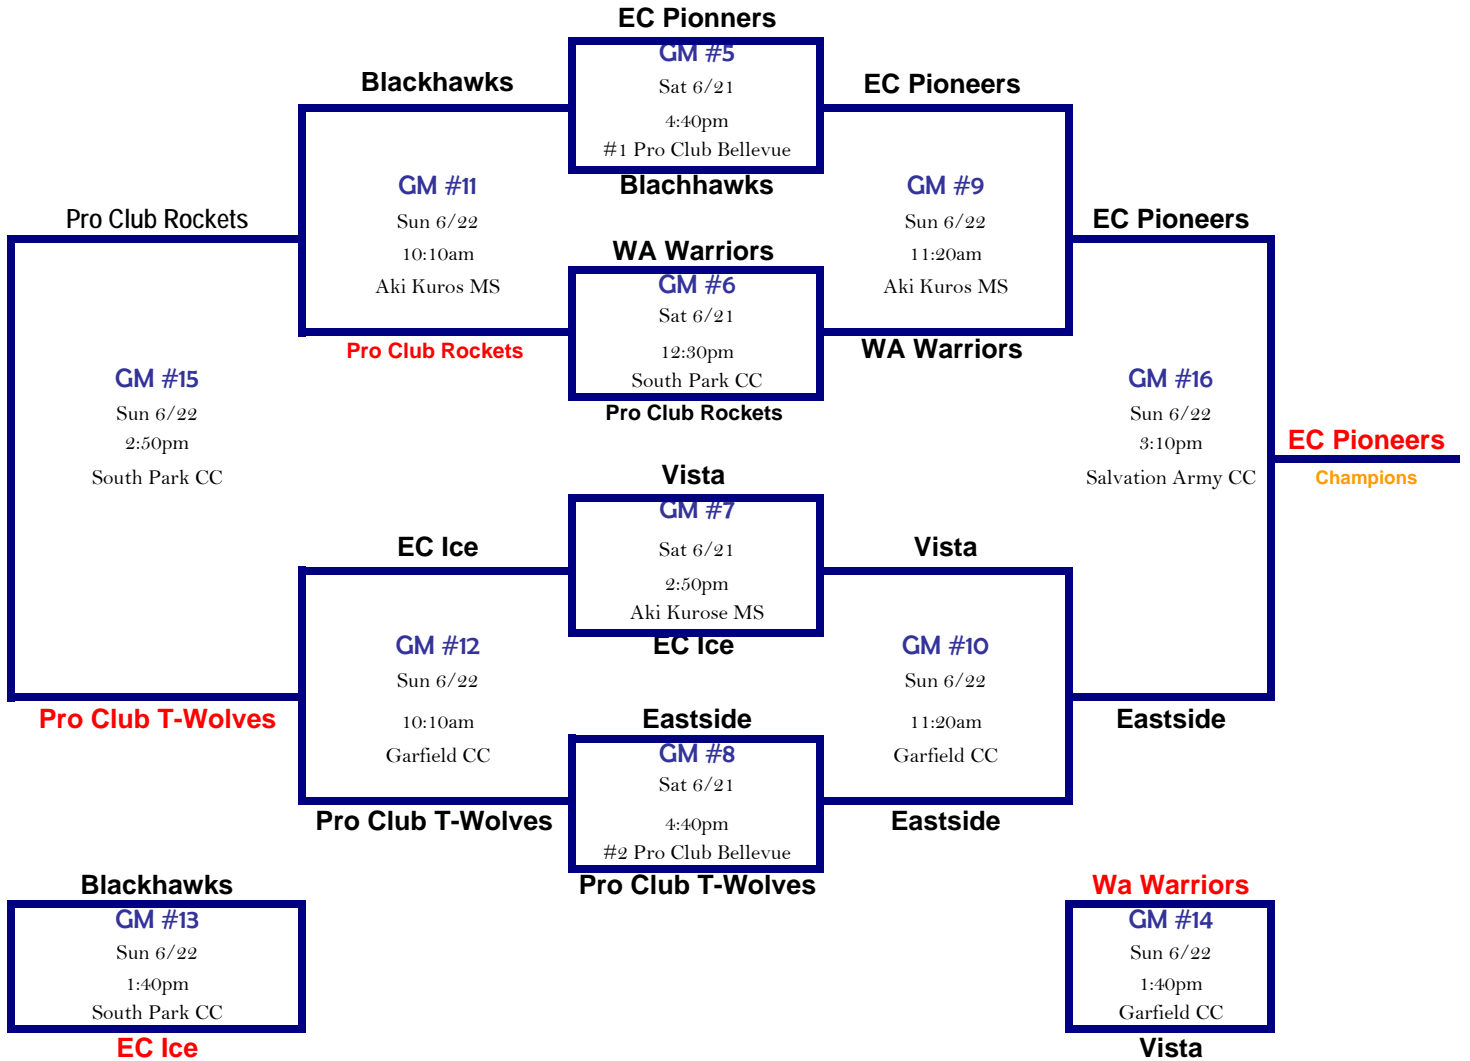 EC Pionners
GM #5
Sat 6/21
4:40pm
#1 Pro Club Bellevue
Blachhawks
Blackhawks
GM #11
Sun 6/22
10:10am
Aki Kuros MS
Pro Club Rockets
EC Pioneers
GM #9
Sun 6/22
11:20am
Aki Kuros MS
WA Warriors
WA Warriors
GM #6
Sat 6/21
12:30pm
South Park CC
Pro Club Rockets
Pro Club Rockets
GM #15
Sun 6/22
2:50pm
South Park CC
Pro Club T-Wolves
EC Pioneers
GM #16
Sun 6/22
3:10pm
Salvation Army CC
Eastside
EC Pioneers
Champions
Vista
GM #7
Sat 6/21
2:50pm
Aki Kurose MS
EC Ice
EC Ice
GM #12
Sun 6/22
10:10am
Garfield CC
Pro Club T-Wolves
Vista
GM #10
Sun 6/22
11:20am
Garfield CC
Eastside
Eastside
GM #8
Sat 6/21
4:40pm
#2 Pro Club Bellevue
Pro Club T-Wolves
Blackhawks
GM #13
Sun 6/22
1:40pm
South Park CC
EC Ice
Wa Warriors
GM #14
Sun 6/22
1:40pm
Garfield CC
Vista